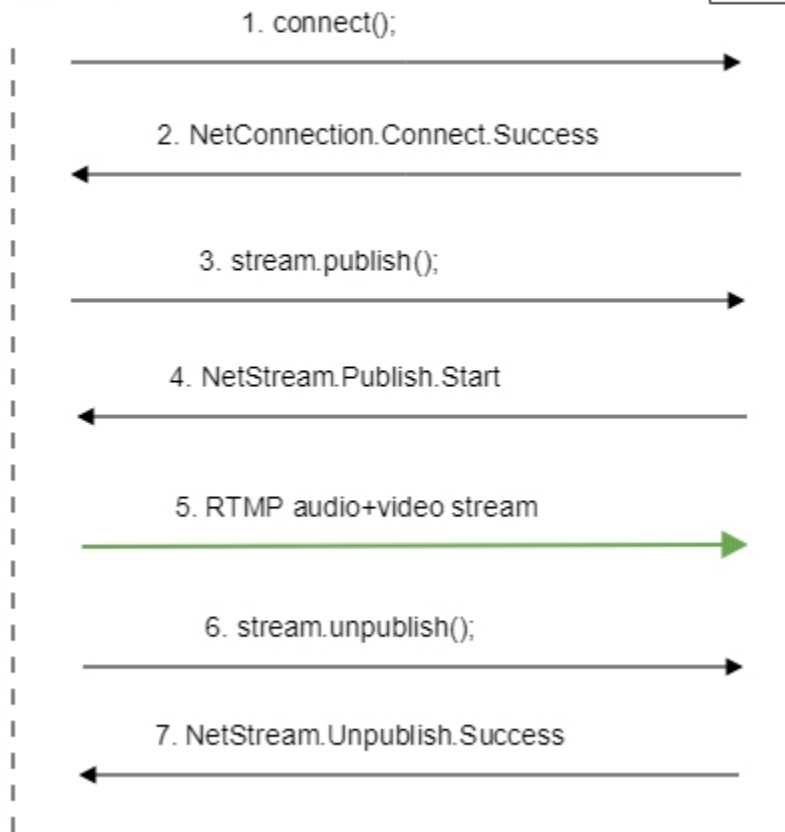 1. connect();
2. NetConnection.Connect.Success
3. stream.publish();
4. NetStream.Publish.Start
5. RTMP audio+video stream
6. stream.unpublish();
7. NetStream.Unpublish.Success